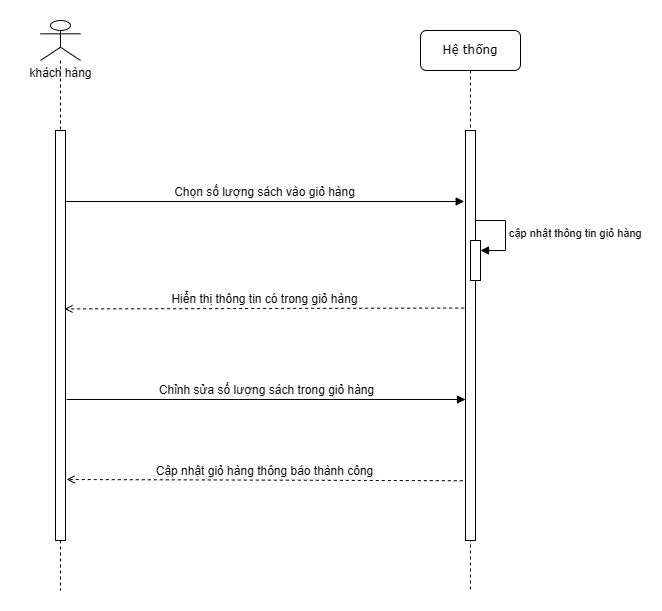 Hệ thống
khách hàng
Chọn số lượng sách vào giỏ hàng
cập nhật thông tin giỏ hàng
Hiển thị thông tin có trong giỏ hàng
Chỉnh sửa số lượng sách trong giỏ hàng
Cập nhật giỏ hàng thông báo thành công